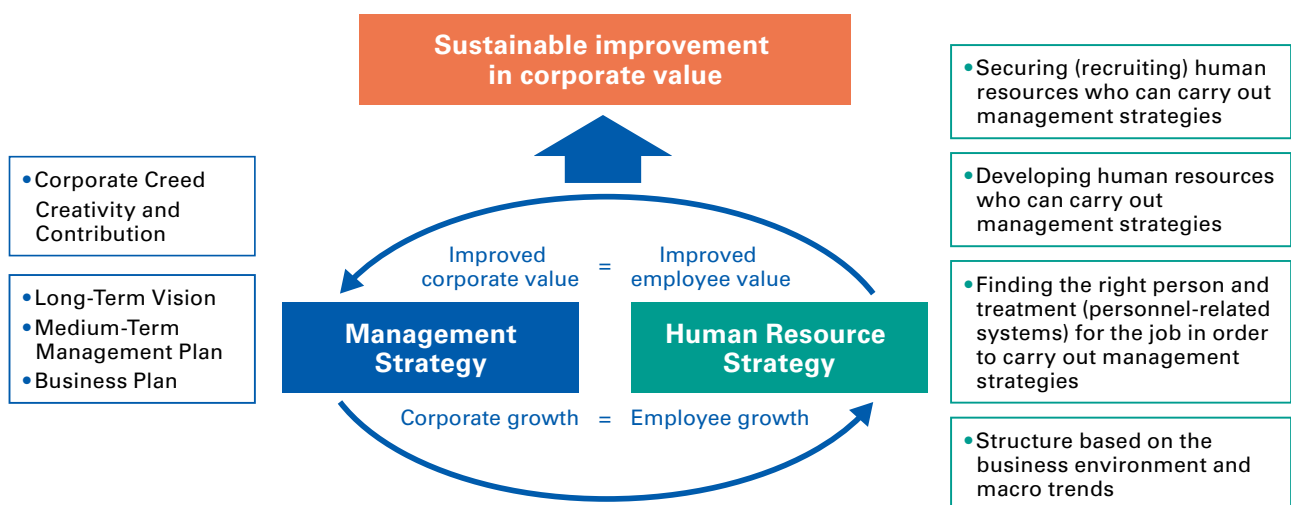 Sustainable improvement
in corporate value
•Corporate Creed
Creativity and
Contribution
•Long-Term Vision
•Medium-Term
Management Plan
•Business Plan
Improved
corporate value
=
Improved
employee value
Management
Strategy
Human Resource
Strategy
Corporate growth = Employee growth
•Securing (recruiting) human
resources who can carry out
management strategies
•Developing human resources
who can carry out
management strategies
•Finding the right person and
treatment (personnel-related
systems) for the job in order
to carry out management
strategies
•Structure based on the
business environment and
macro trends